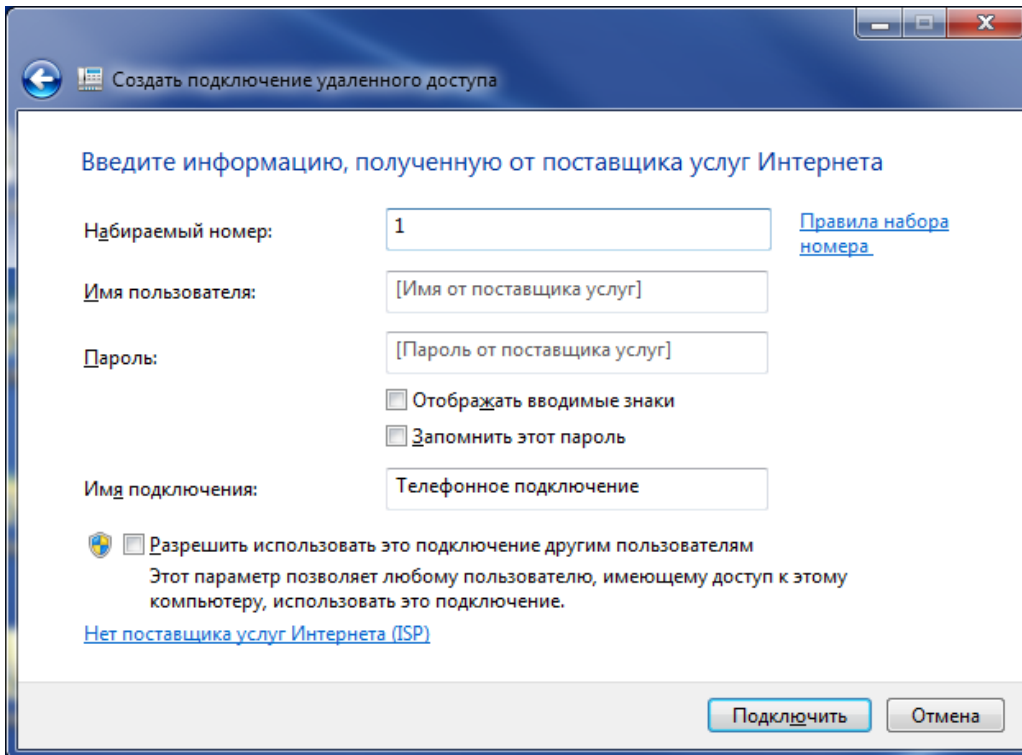 Создать подключение удаленного доступа
Введите информацию, полученную от поставщика услуг Интернета
Набираемый номер:
1
Правила набора
номера
Имя пользователя:
[Имя от поставщика услуг]
Пароль:
[Пароль от поставщика услуг]
Отображать вводимые знаки
Запомнить этот пароль
Имя подключения:
Телефонное подключение
Разрешить использовать это подключение другим пользователям
Этот параметр позволяет любому пользователю, имеющему доступ к этому
компьютеру, использовать это подключение.
Нет поставщика услуг Интернета (ISP)
Подключить
Отмена